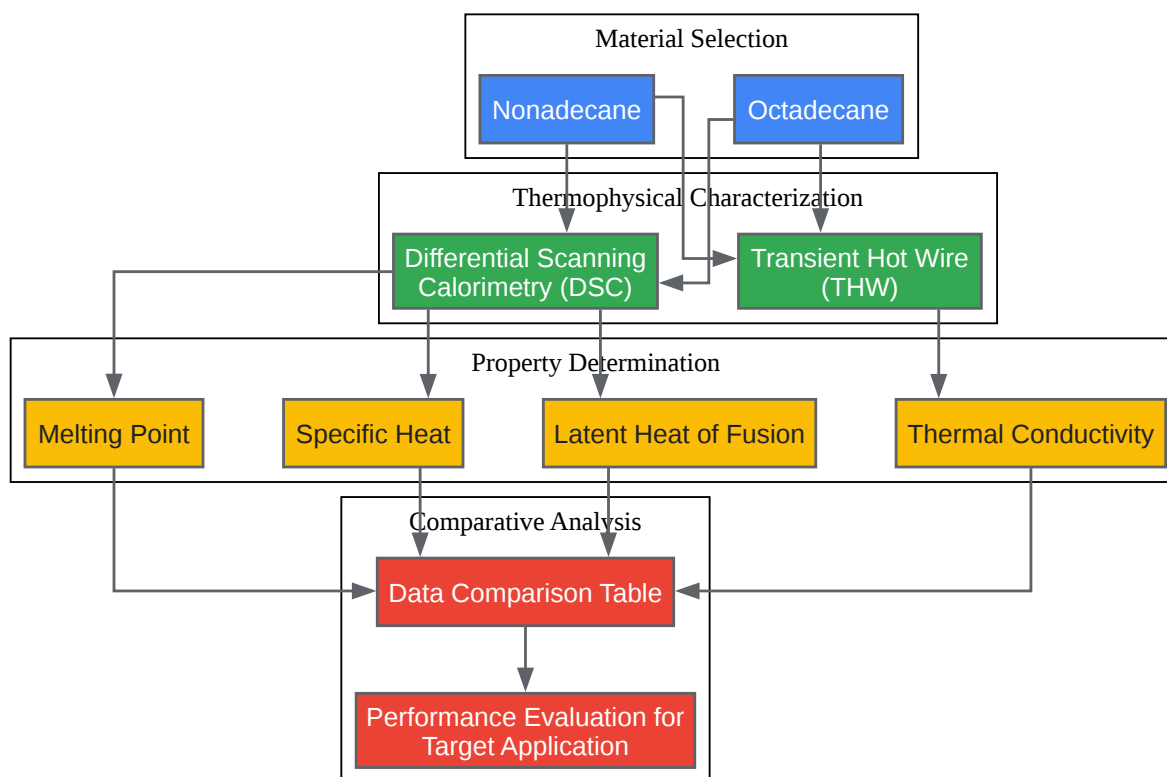 Material Selection
Nonadecane
Octadecane
Thermophysical Characterization
Differential Scanning
Calorimetry (DSC)
Transient Hot Wire
(THW)
Property Determination
Melting Point
Specific Heat
Latent Heat of Fusion
Thermal Conductivity
Comparative Analysis
Data Comparison Table
Performance Evaluation for
Target Application